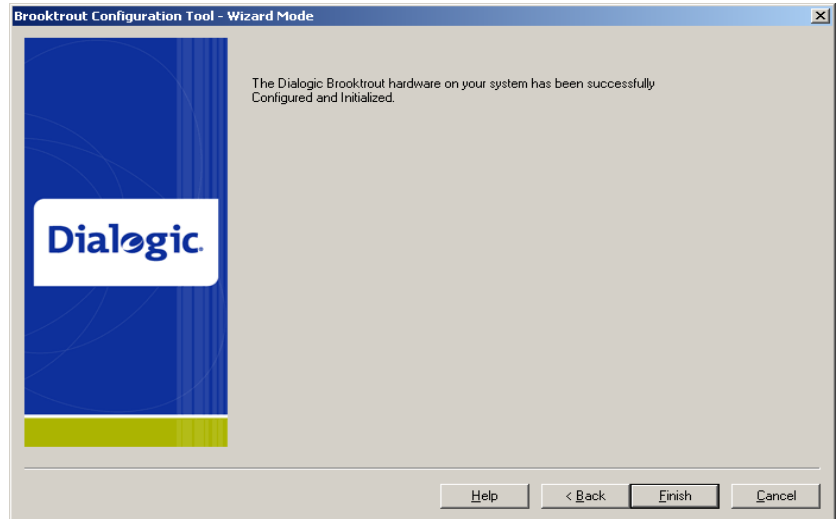 Brooktrout Configuration Tool - Wizard Mode
The Dialogic Brooktrout hardware on your system has been successfully
Configured and Initialized.
Dialogic.
Help
< Back
Finish
Cancel